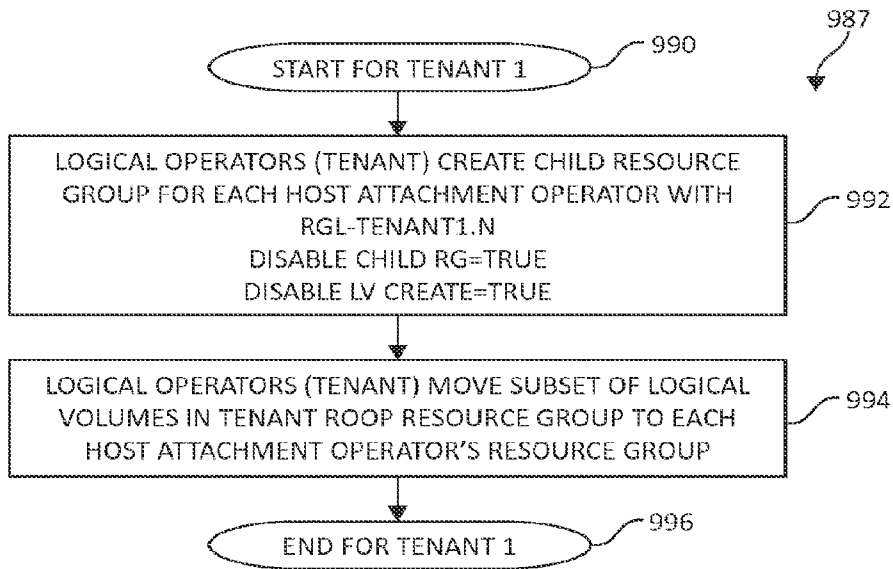 987
990
START FOR TENANT 1
LOGICAL OPERATORS (TENANT) CREATE CHILD RESOURCE
GROUP FOR EACH HOST ATTACHMENT OPERATOR WITH
RGL-TENANT1.N
DISABLE CHILD RG=TRUE
DISABLE LV CREATE=TRUE
992
LOGICAL OPERATORS (TENANT) MOVE SUBSET OF LOGICAL
VOLUMES IN TENANT ROOP RESOURCE GROUP TO EACH
HOST ATTACHMENT OPERATOR'S RESOURCE GROUP
994
996
END FOR TENANT 1